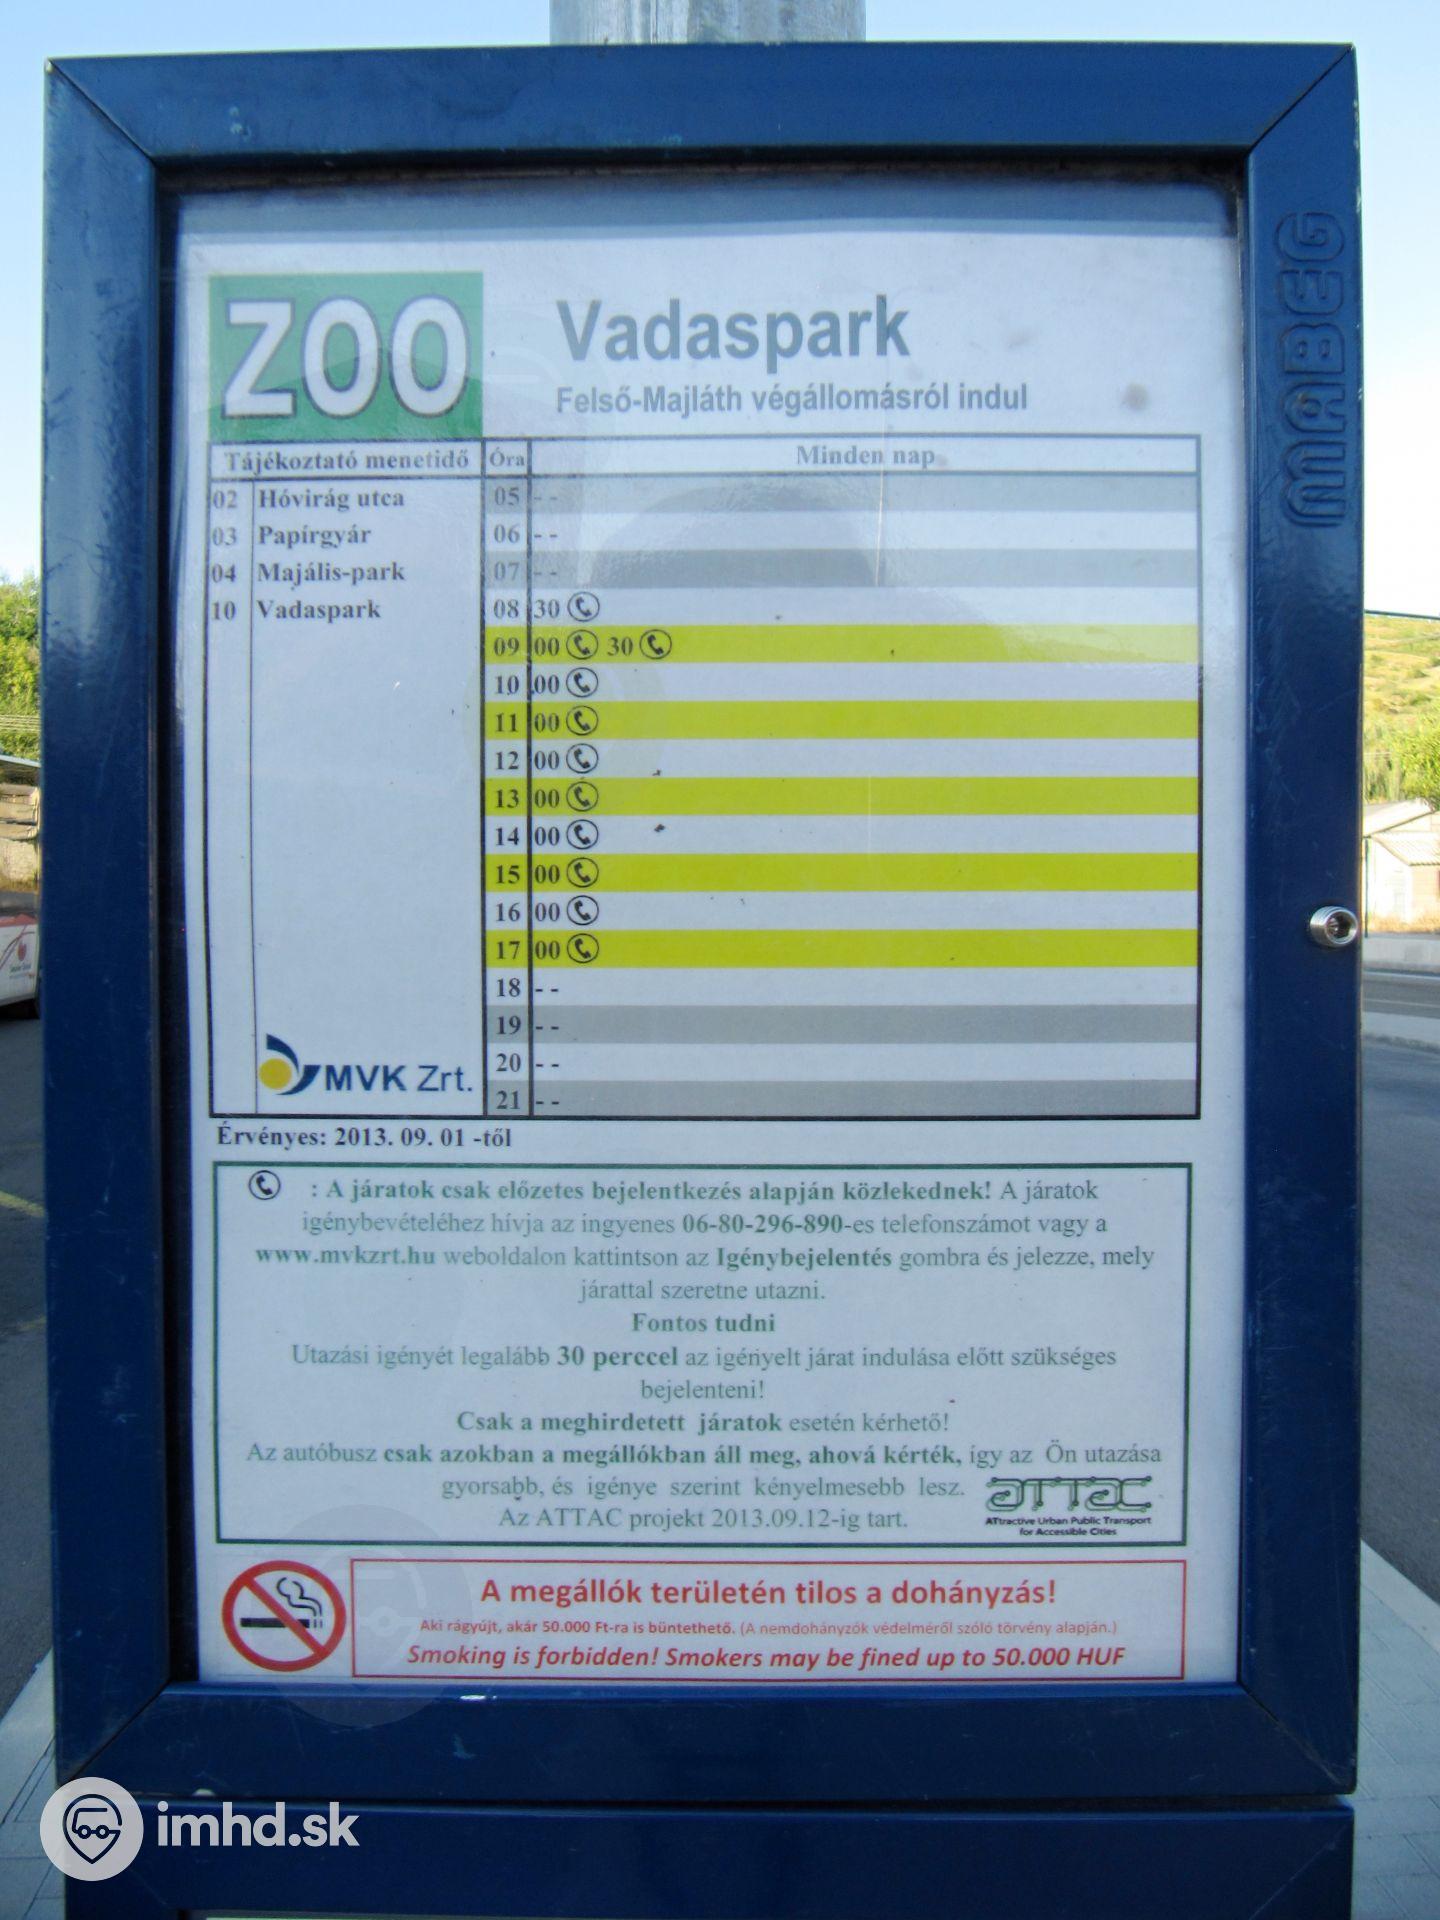 MABEG
ZOO
Vadaspark
Felső-Majláth végállomásról indul
Tájékoztató menetidő Óra Minden nap
02 Hóvirág utca 05 - -
03 Papírgyár 06 - -
04 Majális-park 07 - -
10 Vadaspark 08 30
09 00 30
10 00
11 00
12 00
13 00
14 00
15 00
16 00
17 00
18 - -
19 - -
20 - -
MVK Zrt.
21 - -
Érvényes: 2013. 09. 01 -től
: A járatok csak előzetes bejelentkezés alapján közlekednek! A járatok
igénybevételéhez hívja az ingyenes 06-80-296-890-es telefonszámot vagy a
www.mvkzrt.hu weboldalon kattintson az Igénybejelentés gombra és jelezze, mely
járattal szeretne utazni.
Fontos tudni
Utazási igényét legalább 30 perccel az igényelt járat indulása előtt szükséges
bejelenteni!
Csak a meghirdetett járatok esetén kérhető!
Az autóbusz csak azokban a megállókban áll meg, ahová kérték, így az Ön utazása
gyorsabb, és igénye szerint kényelmesebb lesz.
Az ATTAC projekt 2013.09.12-ig tart.
ATTAC
ATtractive Urban Public Transport
for Accessible Cities
A megállók területén tilos a dohányzás!
Aki rágyújt, akár 50.000 Ft-ra is büntethető. (A nemdohányzók védelméről szóló törvény alapján.)
Smoking is forbidden! Smokers may be fined up to 50.000 HUF
imhd.sk